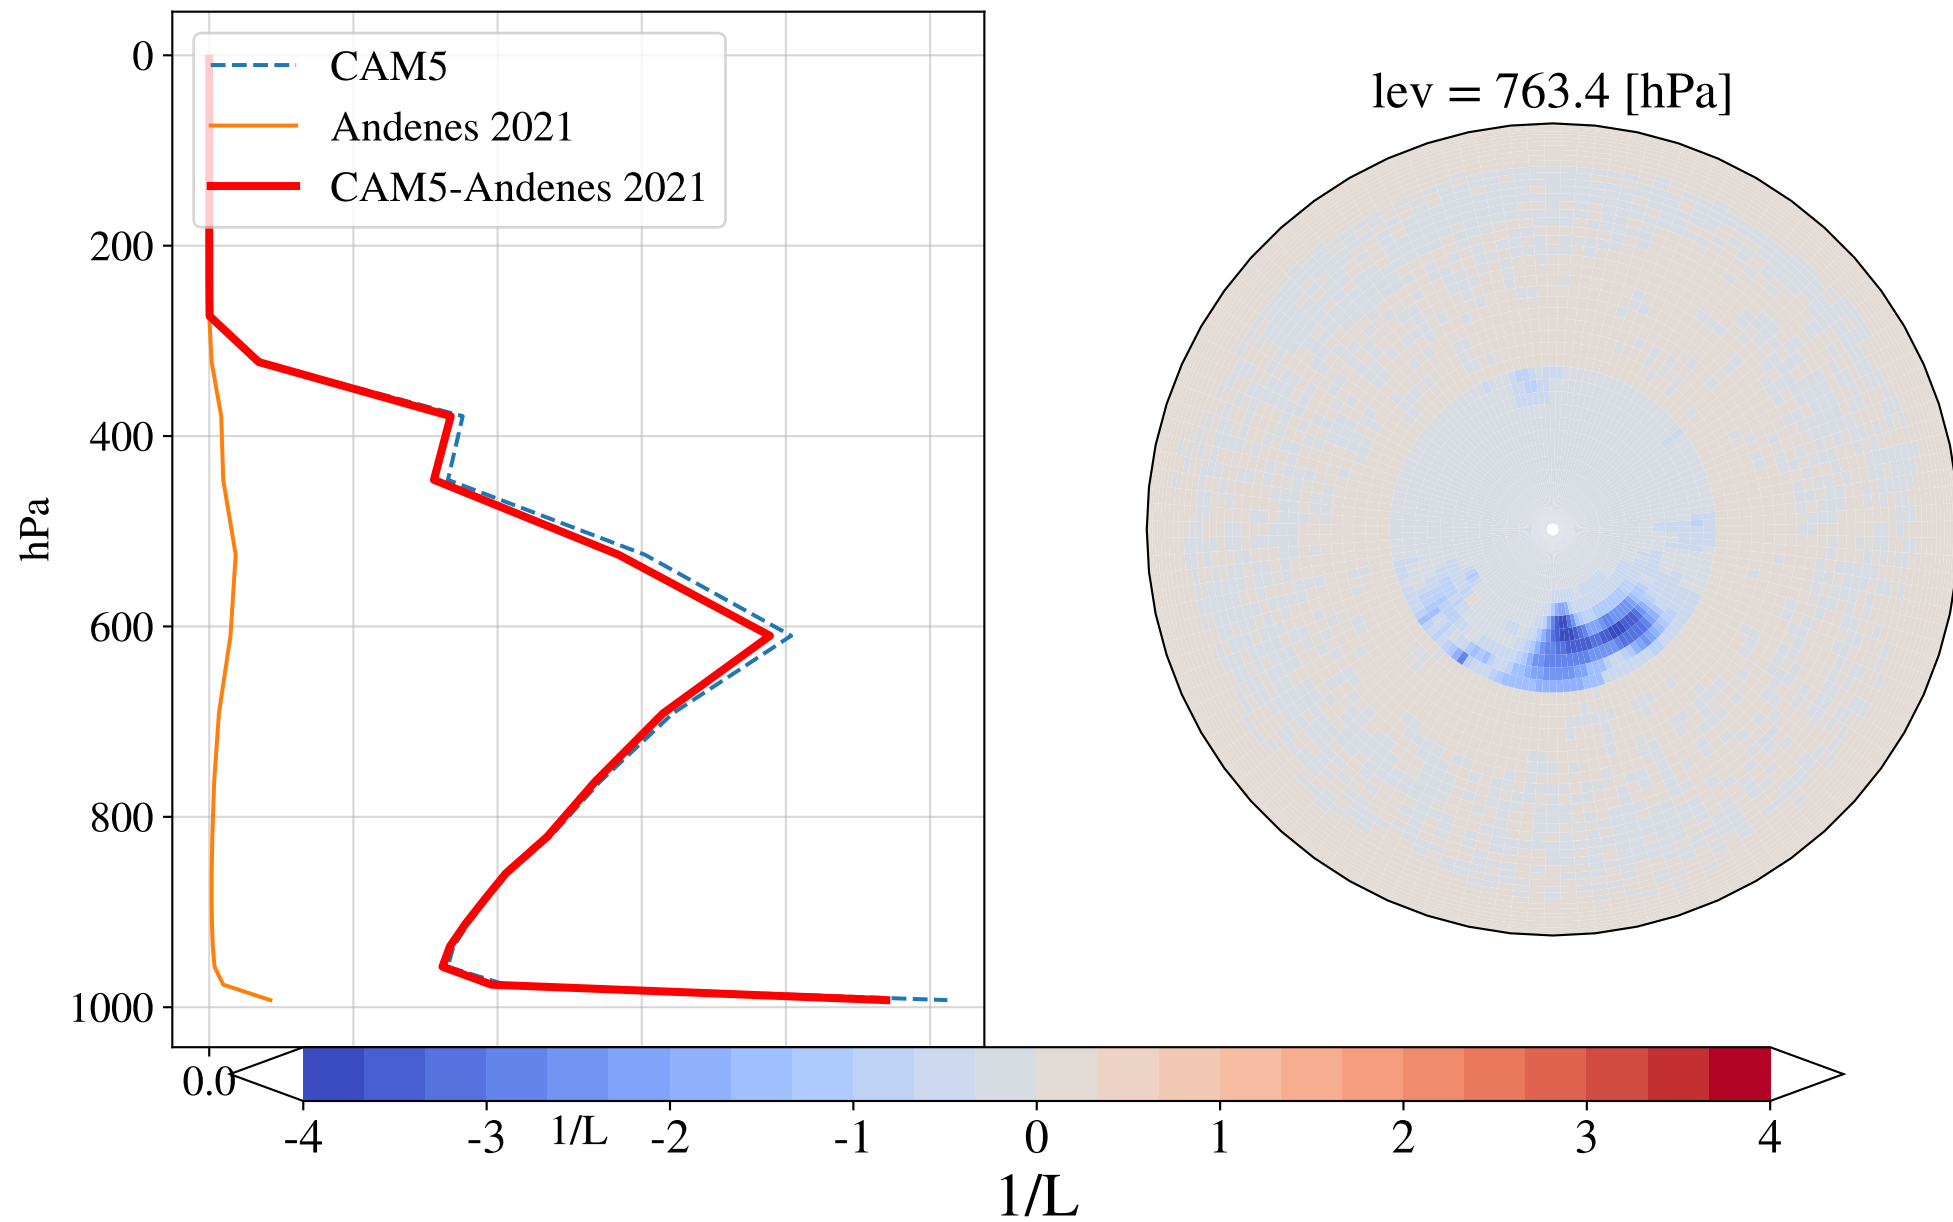 CAM5
Andenes 2021
CAM5-Andenes 2021
0
200
400
600
800
1000
hPa
0.0
1/L
lev = 763.4 [hPa]
-4 -3 -2 -1 0 1 2 3 4
1/L